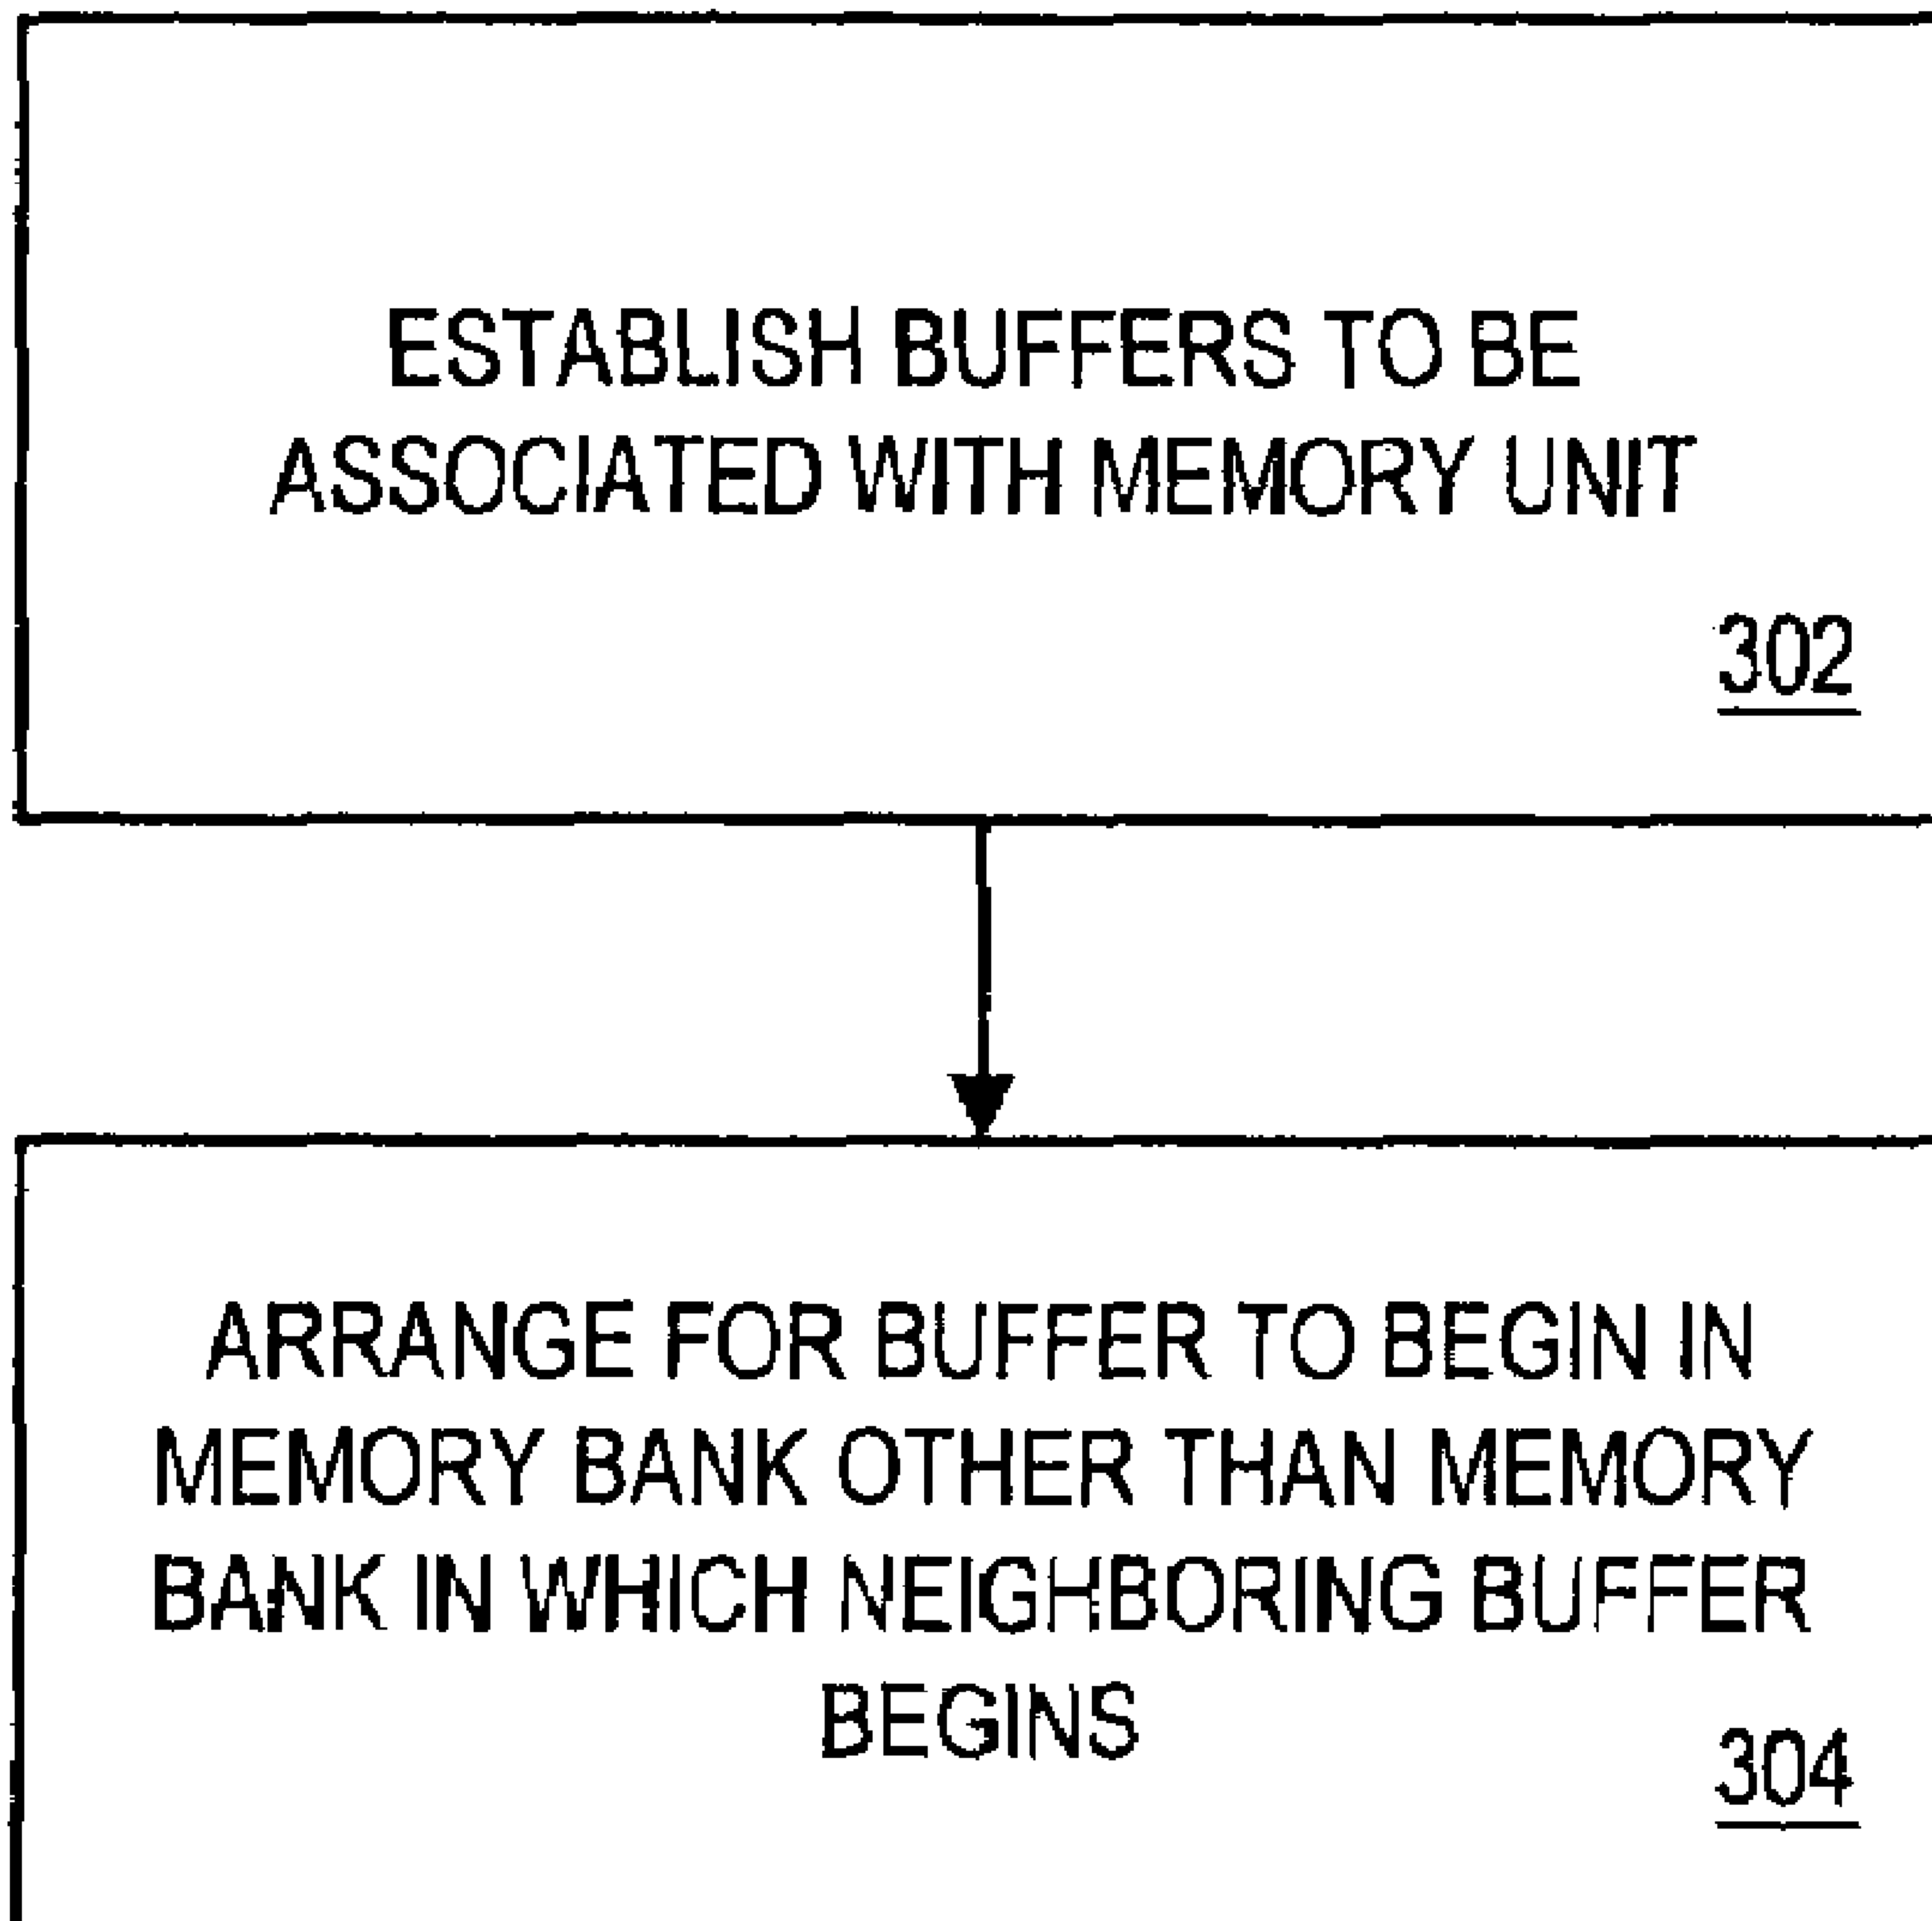 ESTABLISH BUFFERS TO BE
ASSOCIATED WITH MEMORY UNIT
302
ARRANGE FOR BUFFER TO BEGIN IN
MEMORY BANK OTHER THAN MEMORY
BANK IN WHICH NEIGHBORING BUFFER
BEGINS
304